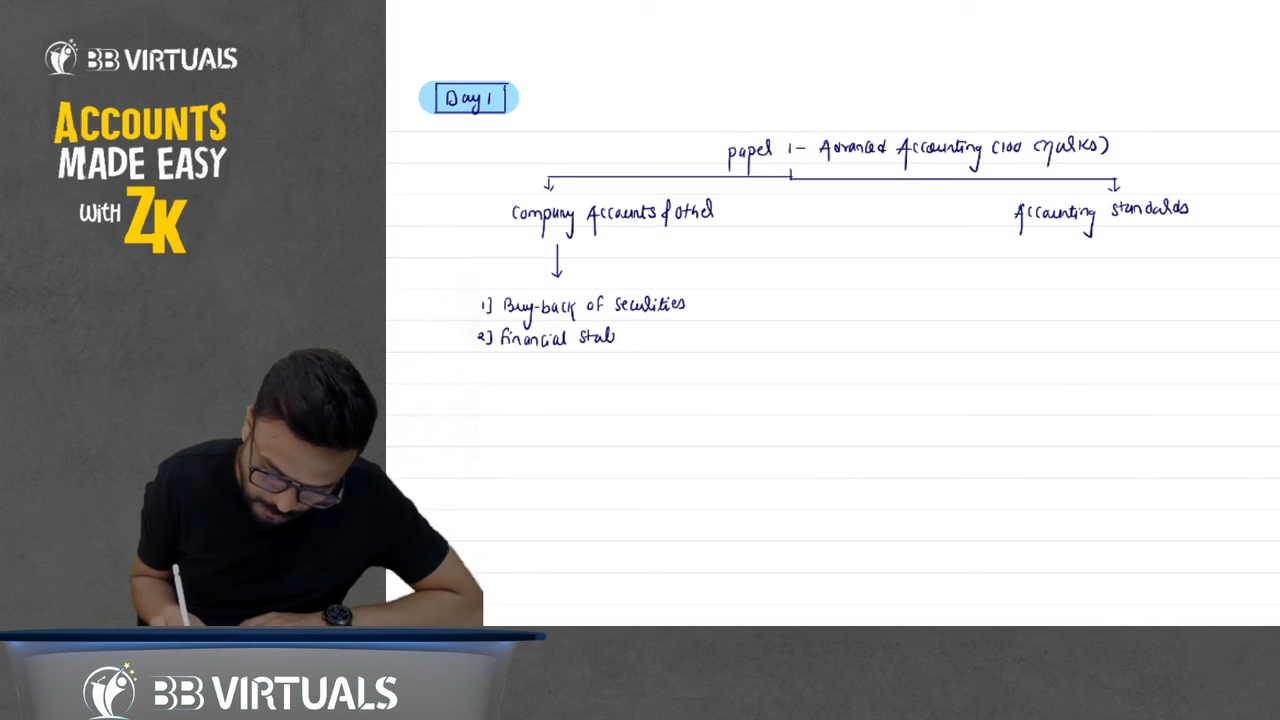 BB VIRTUALS
ACCOUNTS
MADE EASY
WITH ZK
Day 1
paper 1 - Advanced Accounting (100 Marks)
Company Accounts & Other
Accounting Standards
1] Buy-back of Securities
2] Financial Stat
BB VIRTUALS